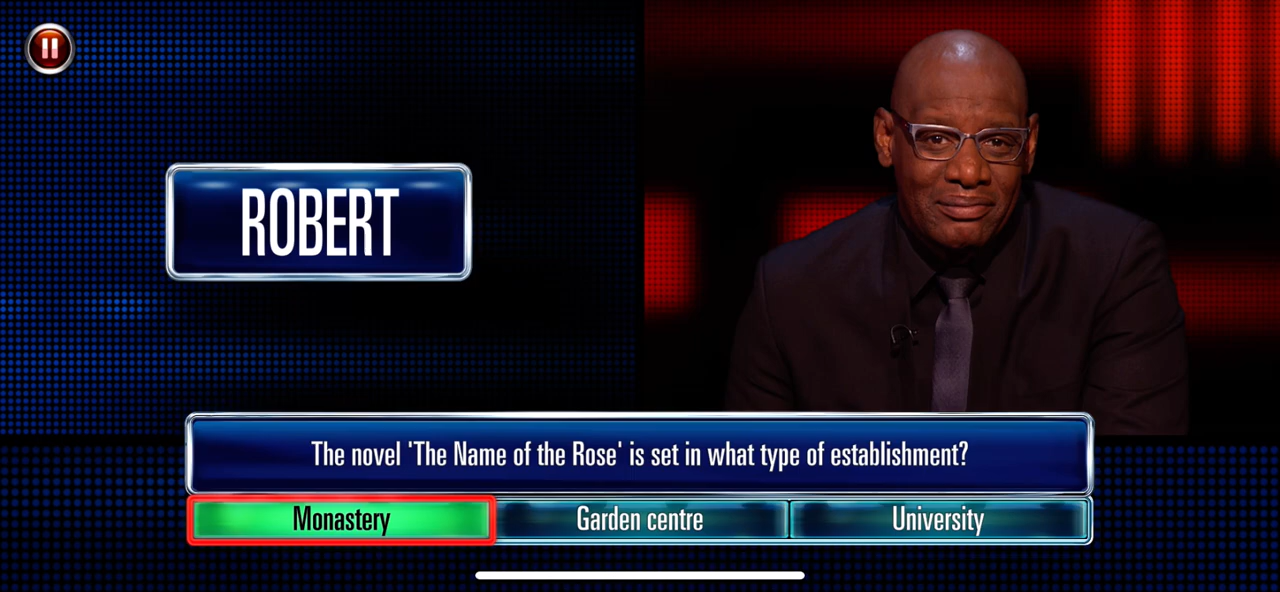 ROBERT
The novel 'The Name of the Rose' is set in what type of establishment?
Monastery
Garden centre
University